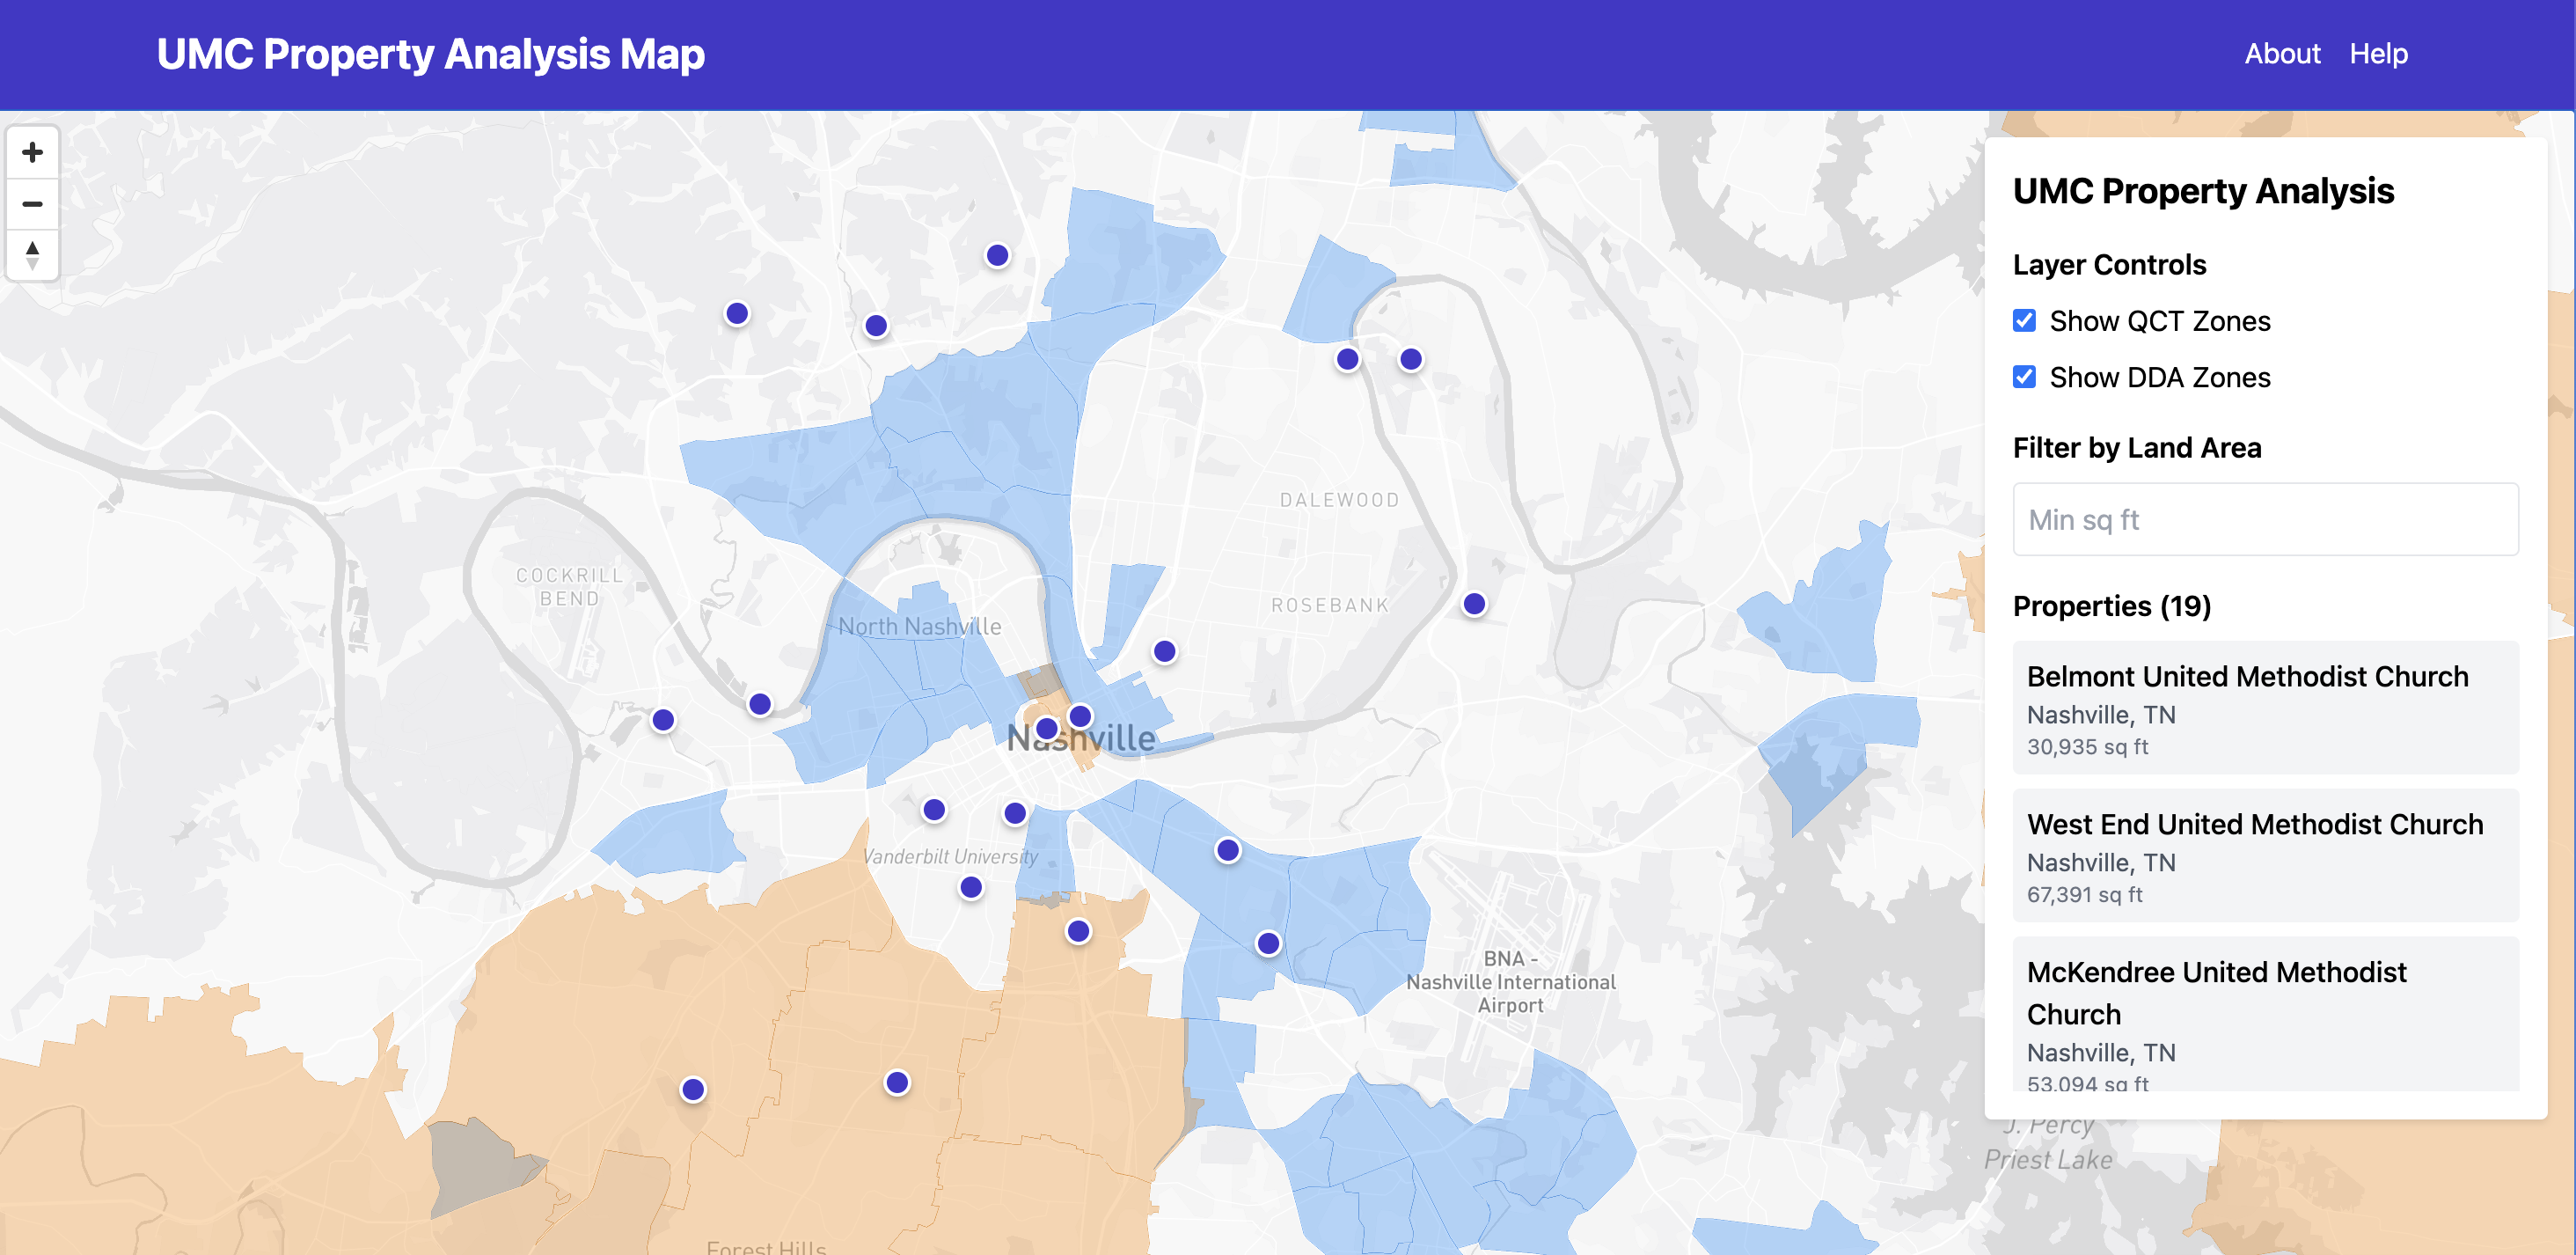 UMC Property Analysis Map
About
Help
UMC Property Analysis
Layer Controls
Show QCT Zones
Show DDA Zones
Filter by Land Area
Min sq ft
Properties (19)
Belmont United Methodist Church
Nashville, TN
30,935 sq ft
West End United Methodist Church
Nashville, TN
67,391 sq ft
McKendree United Methodist
Church
Nashville, TN
53,094 sq ft
DALEWOOD
COCKRILL
BEND
ROSEBANK
North Nashville
Nashville
Vanderbilt University
BNA -
Nashville International
Airport
J. Percy
Priest Lake
Forest Hills